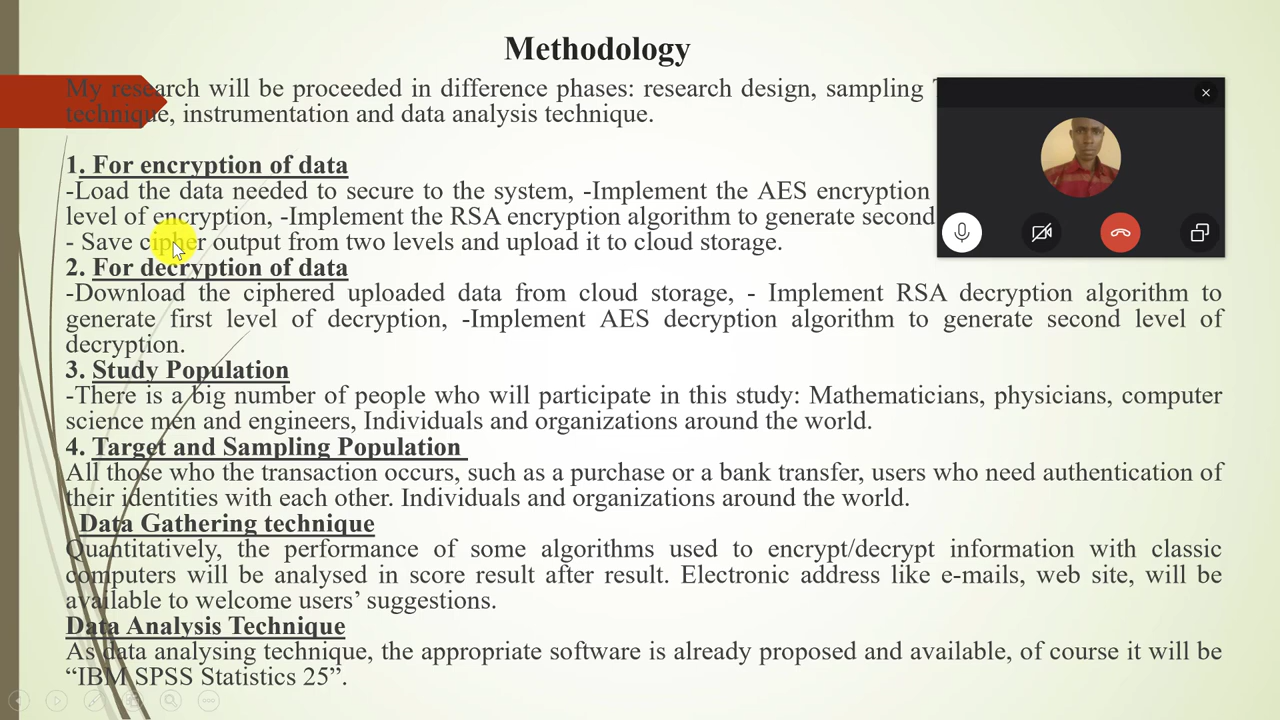 Methodology
My research will be proceeded in difference phases: research design, sampling
technique, instrumentation and data analysis technique.
1. For encryption of data
-Load the data needed to secure to the system, -Implement the AES encryption
level of encryption, -Implement the RSA encryption algorithm to generate second
- Save cipher output from two levels and upload it to cloud storage.
2. For decryption of data
-Download the ciphered uploaded data from cloud storage, - Implement RSA decryption algorithm to
generate first level of decryption, -Implement AES decryption algorithm to generate second level of
decryption.
3. Study Population
-There is a big number of people who will participate in this study: Mathematicians, physicians, computer
science men and engineers, Individuals and organizations around the world.
4. Target and Sampling Population
All those who the transaction occurs, such as a purchase or a bank transfer, users who need authentication of
their identities with each other. Individuals and organizations around the world.
Data Gathering technique
Quantitatively, the performance of some algorithms used to encrypt/decrypt information with classic
computers will be analysed in score result after result. Electronic address like e-mails, web site, will be
available to welcome users’ suggestions.
Data Analysis Technique
As data analysing technique, the appropriate software is already proposed and available, of course it will be
“IBM SPSS Statistics 25”.